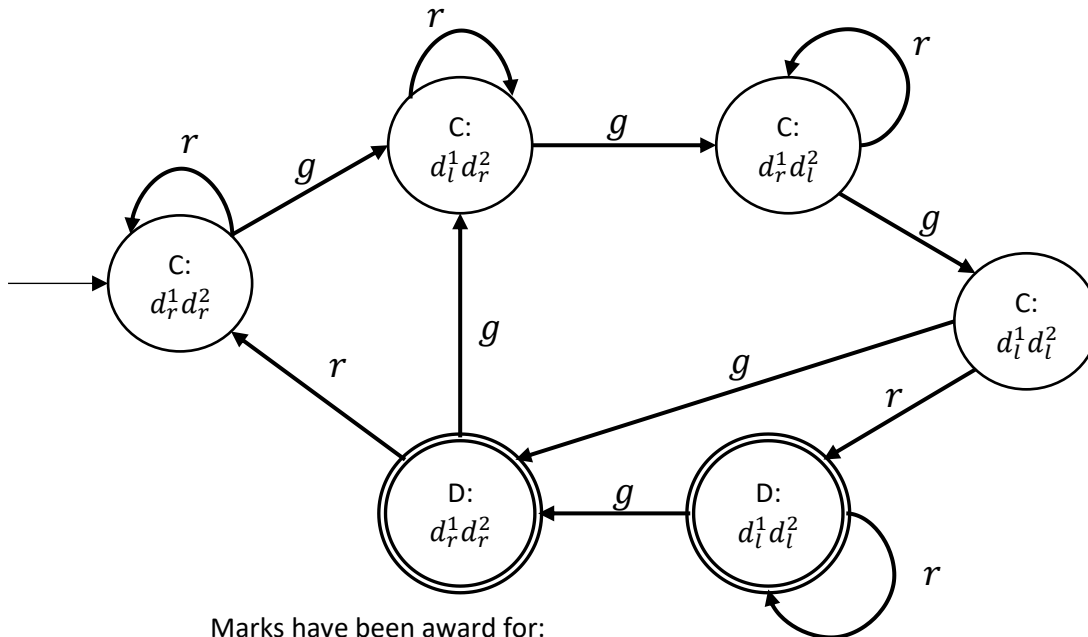 r
r
r
C:
d_l^1 d_r^2
g
C:
d_r^1 d_l^2
g
C:
d_r^1 d_r^2
g
C:
d_l^1 d_l^2
g
g
r
r
D:
d_r^1 d_r^2
g
D:
d_l^1 d_l^2
r
Marks have been award for: